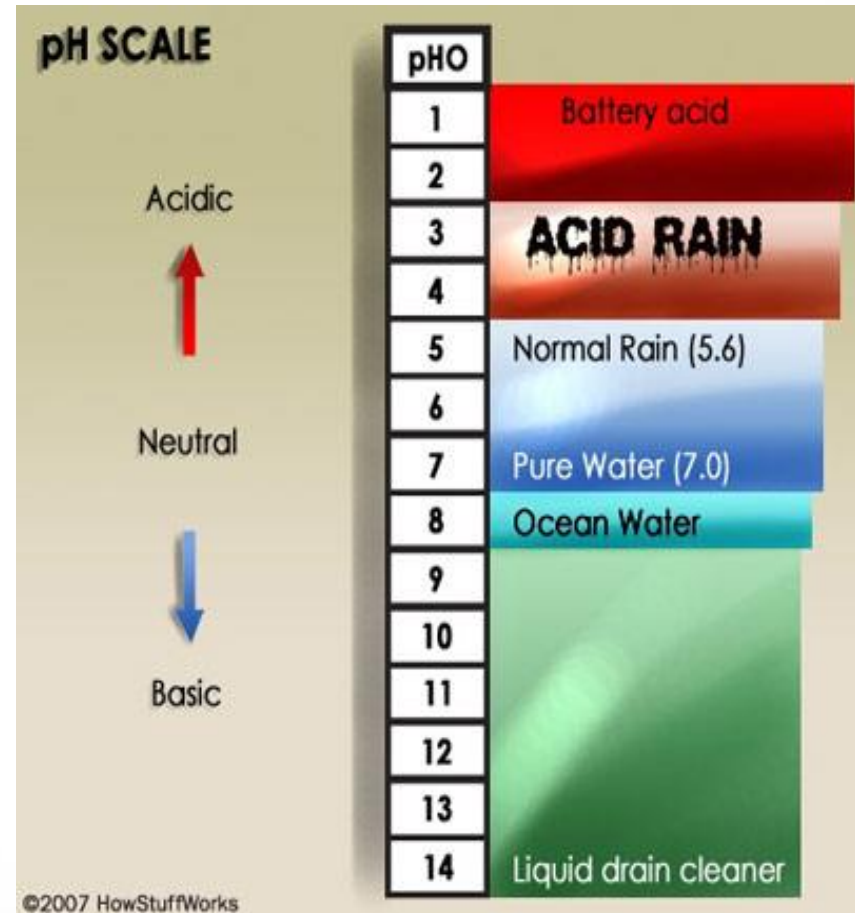 pH SCALE
pHO
1
Battery acid
2
Acidic
3
ACID RAIN
4
5
Normal Rain (5.6)
6
Neutral
7
Pure Water (7.0)
8
Ocean Water
9
10
11
Basic
12
13
14
Liquid drain cleaner
©2007 HowStuffWorks